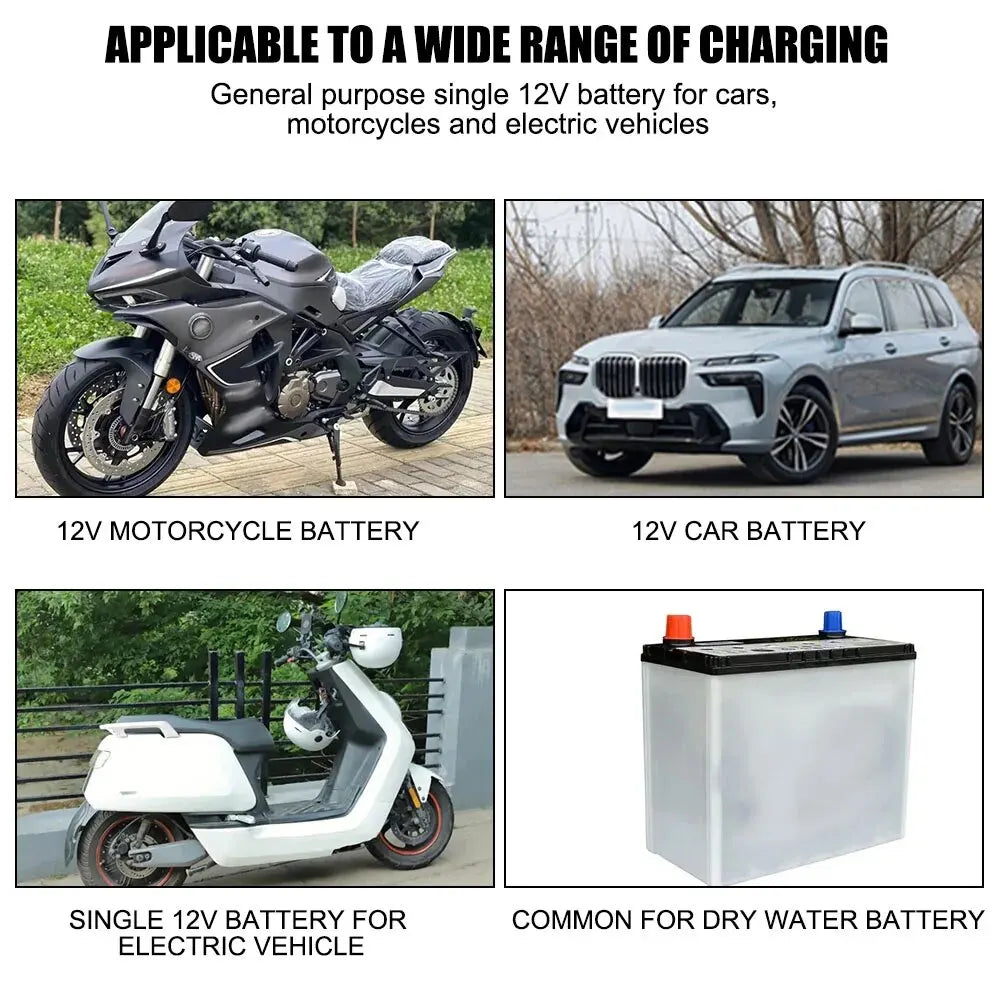 APPLICABLE TO A WIDE RANGE OF CHARGING
General purpose single 12V battery for cars,
motorcycles and electric vehicles
12V MOTORCYCLE BATTERY
12V CAR BATTERY
SINGLE 12V BATTERY FOR
ELECTRIC VEHICLE
COMMON FOR DRY WATER BATTERY